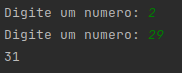 Digite um numero: 2
Digite um numero: 29
31